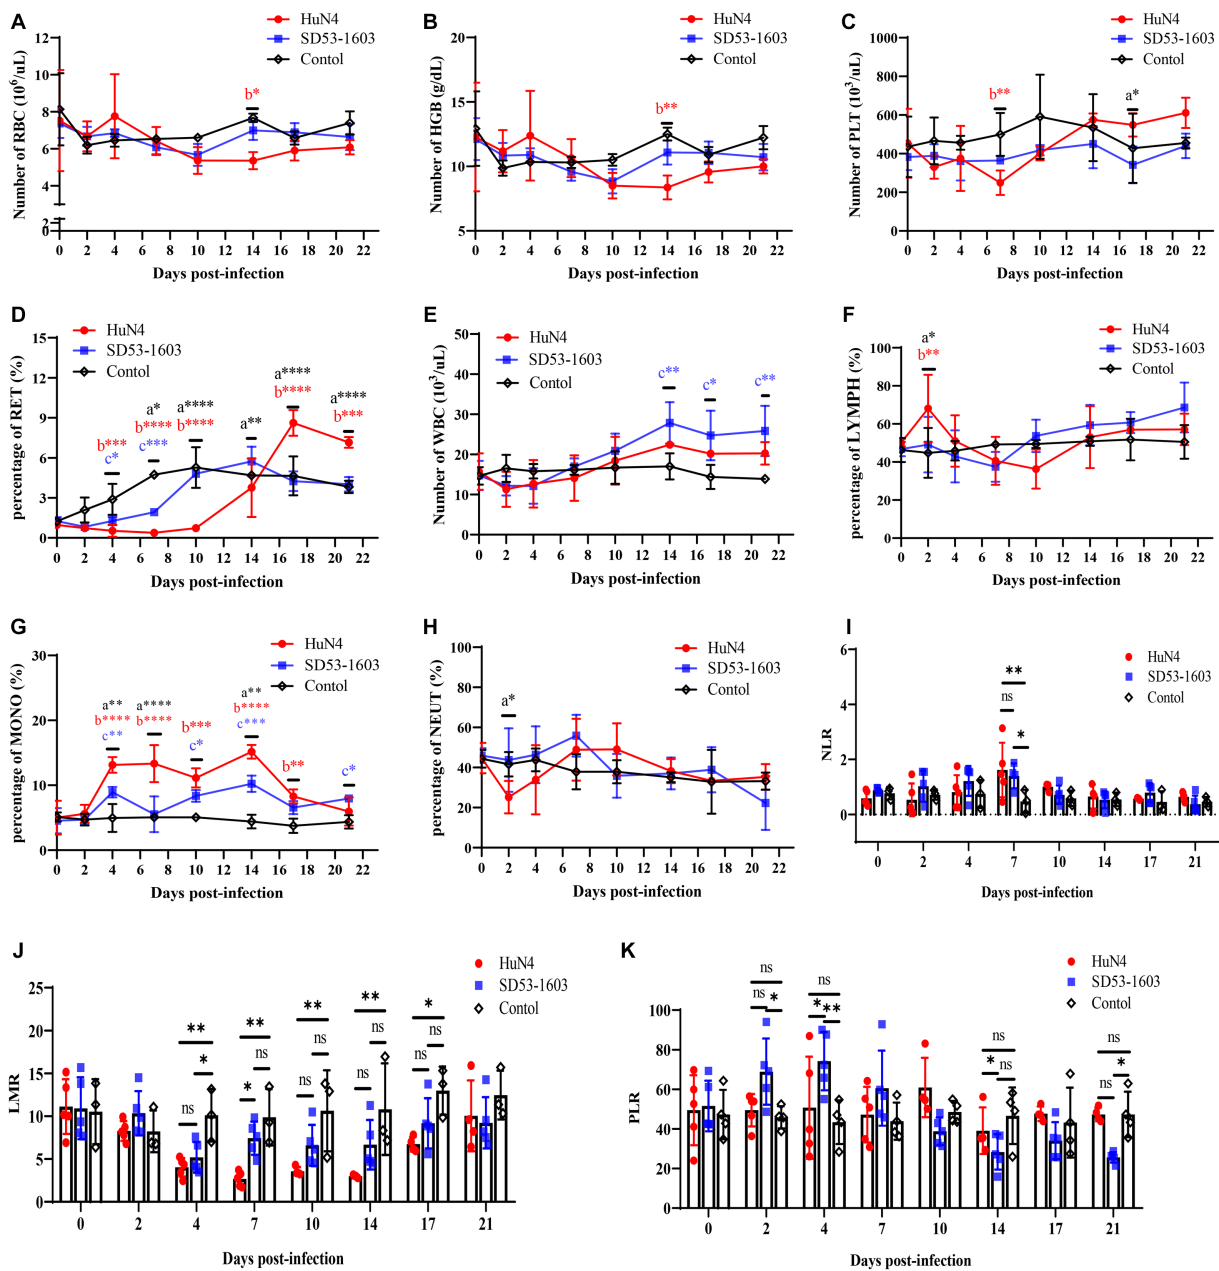 A
HuN4
SD53-1603
Contol
Number of RBC (10⁶/uL)
12
10
8
6
4
2
0
b*
0 2 4 6 8 10 12 14 16 18 20 22
Days post-infection
B
HuN4
SD53-1603
Contol
Number of HGB (g/dL)
20
15
10
5
b**
0 2 4 6 8 10 12 14 16 18 20 22
Days post-infection
C
HuN4
SD53-1603
Contol
Number of PLT (10³/uL)
1000
800
600
400
200
0
b**
a*
0 2 4 6 8 10 12 14 16 18 20 22
Days post-infection
D
HuN4
SD53-1603
Contol
percentage of RET (%)
15
12
9
6
3
0
b***
c*
a*
b****
c***
a****
b****
a**
a****
b****
a****
b***
0 2 4 6 8 10 12 14 16 18 20 22
Days post-infection
E
HuN4
SD53-1603
Contol
Number of WBC (10³/uL)
50
40
30
20
10
0
c**
c*
c**
0 2 4 6 8 10 12 14 16 18 20 22
Days post-infection
F
HuN4
SD53-1603
Contol
percentage of LYMPH (%)
100
80
60
40
20
0
a*
b**
0 2 4 6 8 10 12 14 16 18 20 22
Days post-infection
G
HuN4
SD53-1603
Contol
percentage of MONO (%)
30
20
10
0
a**
b****
c**
a****
b****
b***
c*
a**
b****
c***
b**
c*
0 2 4 6 8 10 12 14 16 18 20 22
Days post-infection
H
HuN4
SD53-1603
Contol
percentage of NEUT (%)
100
80
60
40
20
0
a*
0 2 4 6 8 10 12 14 16 18 20 22
Days post-infection
I
HuN4
SD53-1603
Contol
NLR
6
4
2
0
**
ns
*
0 2 4 7 10 14 17 21
Days post-infection
J
HuN4
SD53-1603
Contol
LMR
25
20
15
10
5
0
**
*
ns
**
ns
*
**
ns
ns
**
ns
ns
*
ns
ns
0 2 4 7 10 14 17 21
Days post-infection
K
HuN4
SD53-1603
Contol
PLR
100
80
60
40
20
0
ns
ns *
ns
* **
ns
*
ns
ns
*
ns
0 2 4 7 10 14 17 21
Days post-infection